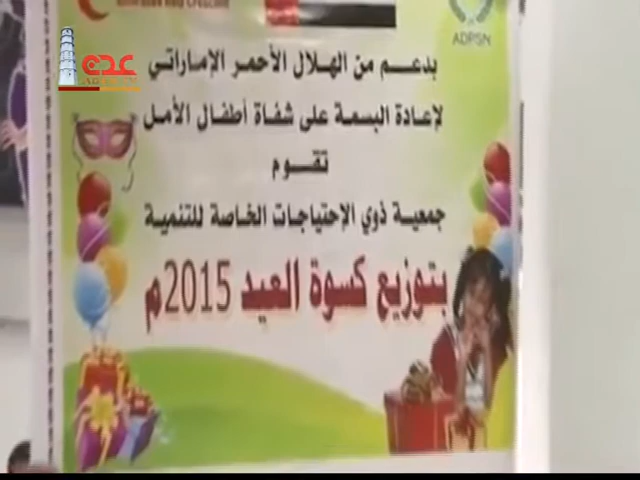 عدن
ADPSN
بدعم من الهلال الأحمر الإماراتي
لإعادة البسمة على شفاة أطفال الأمل
تقوم
جمعية ذوي الإحتياجات الخاصة للتنمية
بتوزيع كسوة العيد 2015م